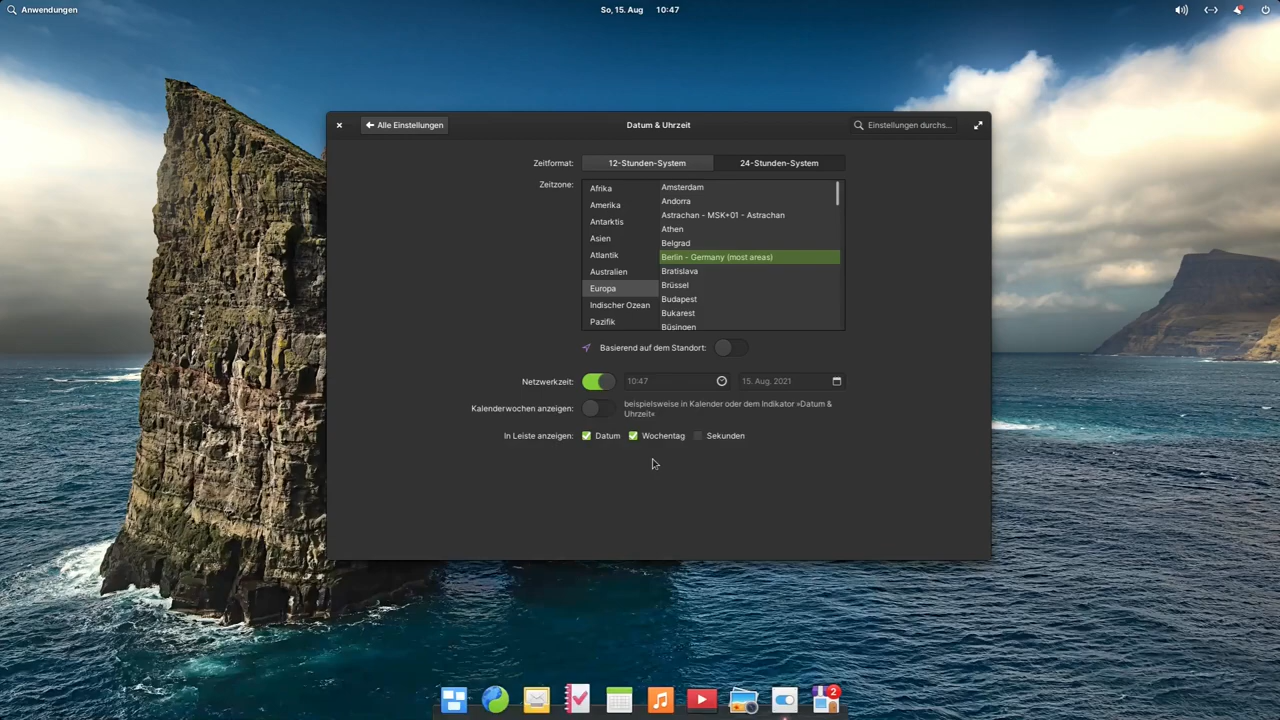 Anwendungen
So, 15. Aug 10:47
Alle Einstellungen
Datum & Uhrzeit
Einstellungen durchs...
Zeitformat:
12-Stunden-System
24-Stunden-System
Zeitzone:
Afrika
Amerika
Antarktis
Asien
Atlantik
Australien
Europa
Indischer Ozean
Pazifik
Amsterdam
Andorra
Astrachan - MSK+01 - Astrachan
Athen
Belgrad
Berlin - Germany (most areas)
Bratislava
Brüssel
Budapest
Bukarest
Büsingen
Basierend auf dem Standort:
Netzwerkzeit:
10:47
15. Aug. 2021
Kalenderwochen anzeigen:
beispielsweise in Kalender oder dem Indikator »Datum &
Uhrzeit«
In Leiste anzeigen:
Datum
Wochentag
Sekunden
2